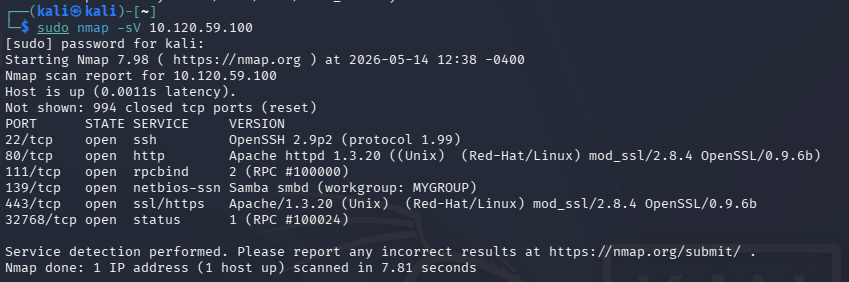 ┌──(kali㉿kali)-[~]
└─$ sudo nmap -sV 10.120.59.100
[sudo] password for kali:
Starting Nmap 7.98 ( https://nmap.org ) at 2026-05-14 12:38 -0400
Nmap scan report for 10.120.59.100
Host is up (0.0011s latency).
Not shown: 994 closed tcp ports (reset)
PORT      STATE SERVICE     VERSION
22/tcp    open  ssh         OpenSSH 2.9p2 (protocol 1.99)
80/tcp    open  http        Apache httpd 1.3.20 ((Unix)  (Red-Hat/Linux) mod_ssl/2.8.4 OpenSSL/0.9.6b)
111/tcp   open  rpcbind     2 (RPC #100000)
139/tcp   open  netbios-ssn Samba smbd (workgroup: MYGROUP)
443/tcp   open  ssl/https   Apache/1.3.20 (Unix)  (Red-Hat/Linux) mod_ssl/2.8.4 OpenSSL/0.9.6b
32768/tcp open  status      1 (RPC #100024)

Service detection performed. Please report any incorrect results at https://nmap.org/submit/ .
Nmap done: 1 IP address (1 host up) scanned in 7.81 seconds